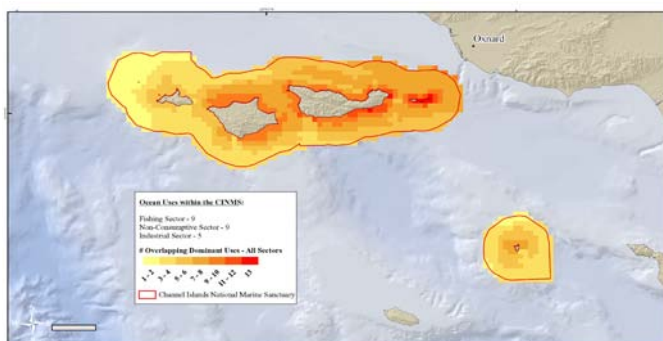 Oxnard
Ocean Uses within the CINMS:
Fishing Sector - 9
Non-Consumptive Sector - 9
Industrial Sector - 5
# Overlapping Dominant Uses - All Sectors
1 - 2 3 - 4 5 - 6 7 - 8 9 - 10 11 - 12 13
Channel Islands National Marine Sanctuary